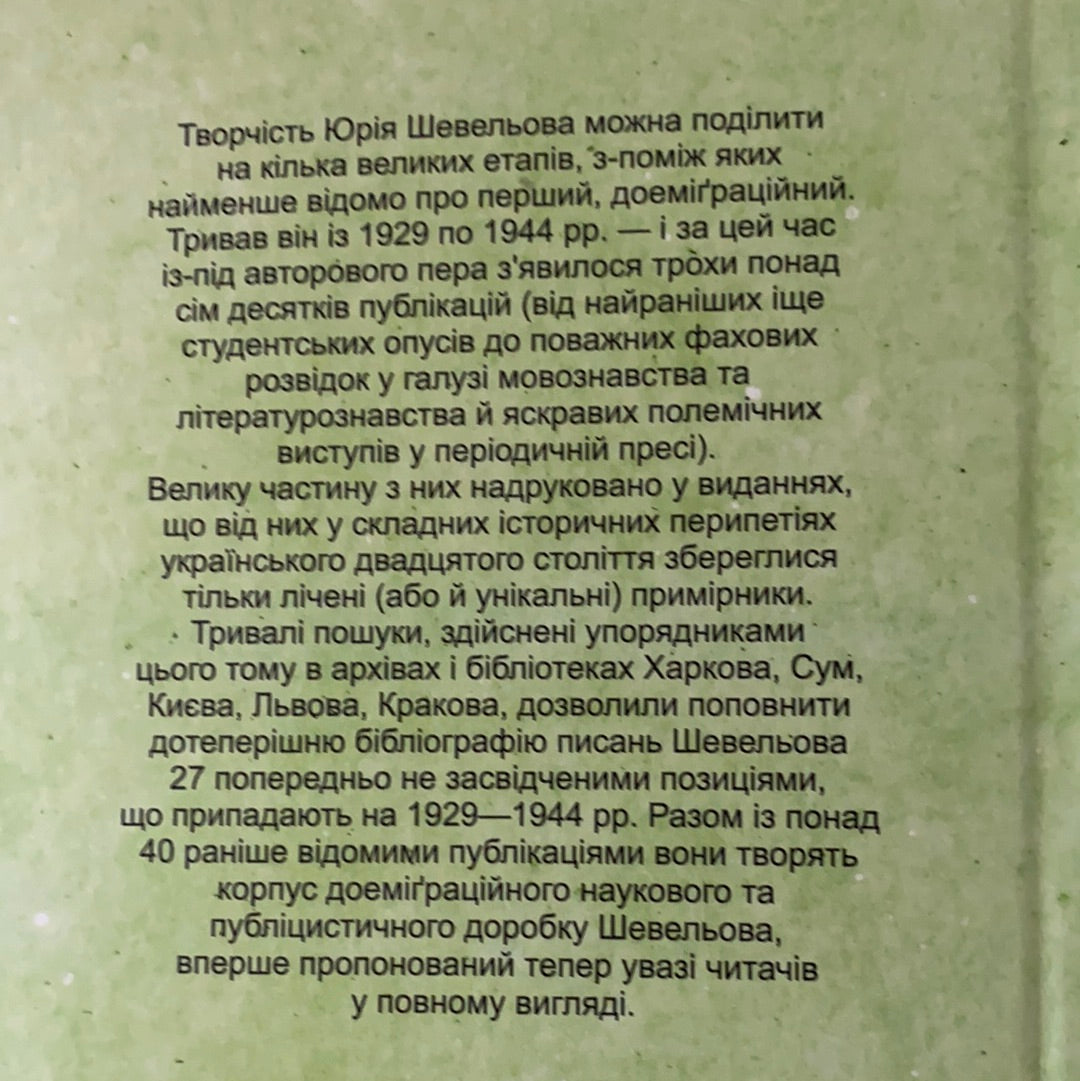 Творчість Юрія Шевельова можна поділити
на кілька великих етапів, з-поміж яких
найменше відомо про перший, доеміґраційний.
Тривав він із 1929 по 1944 рр. — і за цей час
із-під авторового пера з'явилося трохи понад
сім десятків публікацій (від найраніших іще
студентських опусів до поважних фахових
розвідок у галузі мовознавства та
літературознавства й яскравих полемічних
виступів у періодичній пресі).
Велику частину з них надруковано у виданнях,
що від них у складних історичних перипетіях
українського двадцятого століття збереглися
тільки лічені (або й унікальні) примірники.
Тривалі пошуки, здійснені упорядниками
цього тому в архівах і бібліотеках Харкова, Сум,
Києва, Львова, Кракова, дозволили поповнити
дотеперішню бібліографію писань Шевельова
27 попередньо не засвідченими позиціями,
що припадають на 1929—1944 рр. Разом із понад
40 раніше відомими публікаціями вони творять
корпус доеміґраційного наукового та
публіцистичного доробку Шевельова,
вперше пропонований тепер увазі читачів
у повному вигляді.